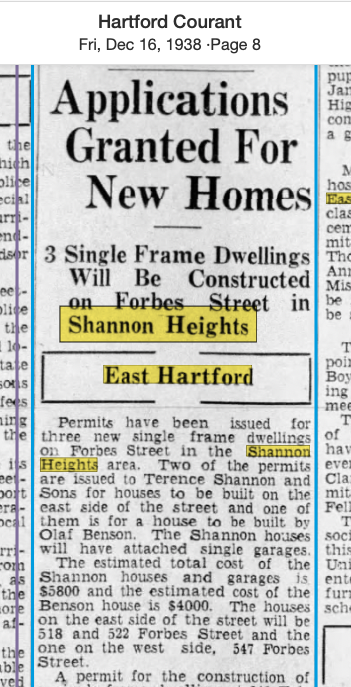 Hartford Courant
Fri, Dec 16, 1938 ·Page 8
Applications
Granted For
New Homes
3 Single Frame Dwellings
Will Be Constructed
on Forbes Street in
Shannon Heights
East Hartford
Permits have been issued for
three new single frame dwellings
on Forbes Street in the Shannon
Heights area. Two of the permits
are issued to Terence Shannon and
Sons for houses to be built on the
east side of the street and one of
them is for a house to be built by
Olaf Benson. The Shannon houses
will have attached single garages.
The estimated total cost of the
Shannon houses and garages is
$5800 and the estimated cost of the
Benson house is $4000. The houses
on the east side of the street will be
518 and 522 Forbes Street and the
one on the west side, 547 Forbes
Street.
A permit for the construction of